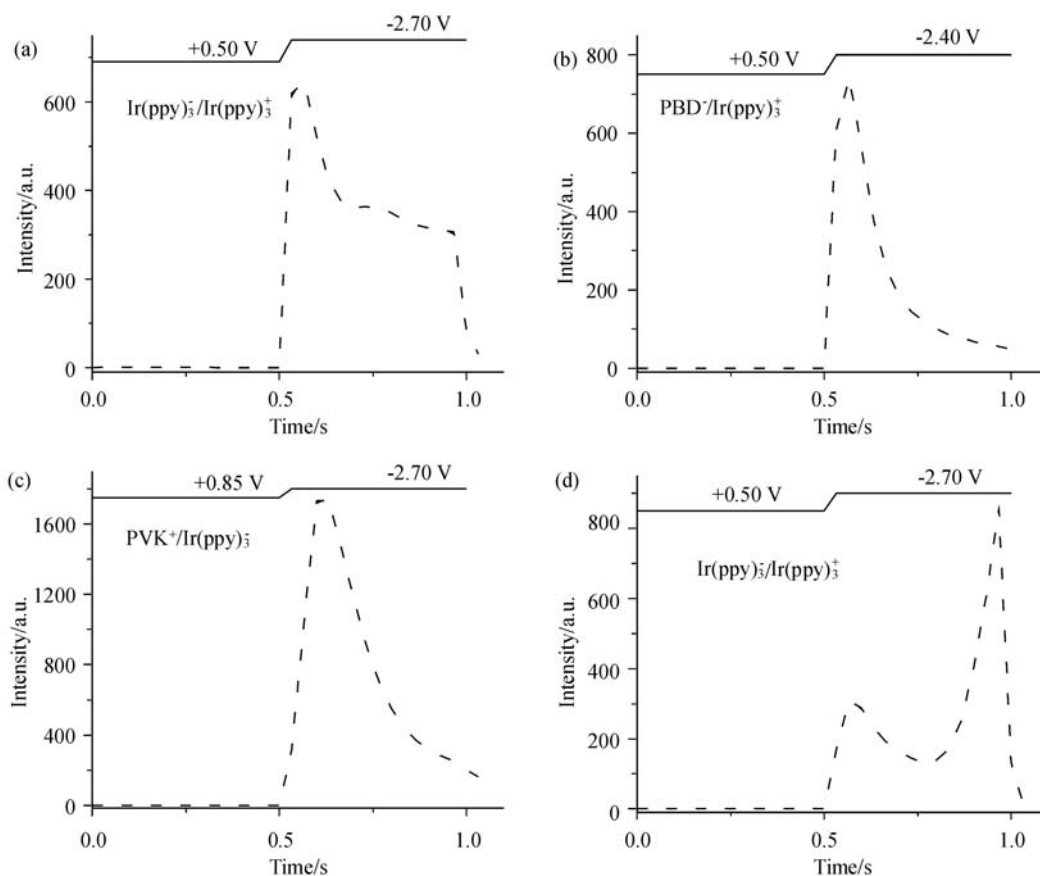 (a)
+0.50 V
-2.70 V
Ir(ppy)₃⁻/Ir(ppy)₃⁺
Intensity/a.u.
600
400
200
0
0.0
0.5
1.0
Time/s
(b)
+0.50 V
-2.40 V
PBD⁻/Ir(ppy)₃⁺
Intensity/a.u.
800
600
400
200
0
0.0
0.5
1.0
Time/s
(c)
+0.85 V
-2.70 V
PVK⁺/Ir(ppy)₃⁻
Intensity/a.u.
1600
1200
800
400
0
0.0
0.5
1.0
Time/s
(d)
+0.50 V
-2.70 V
Ir(ppy)₃⁻/Ir(ppy)₃⁺
Intensity/a.u.
800
600
400
200
0
0.0
0.5
1.0
Time/s